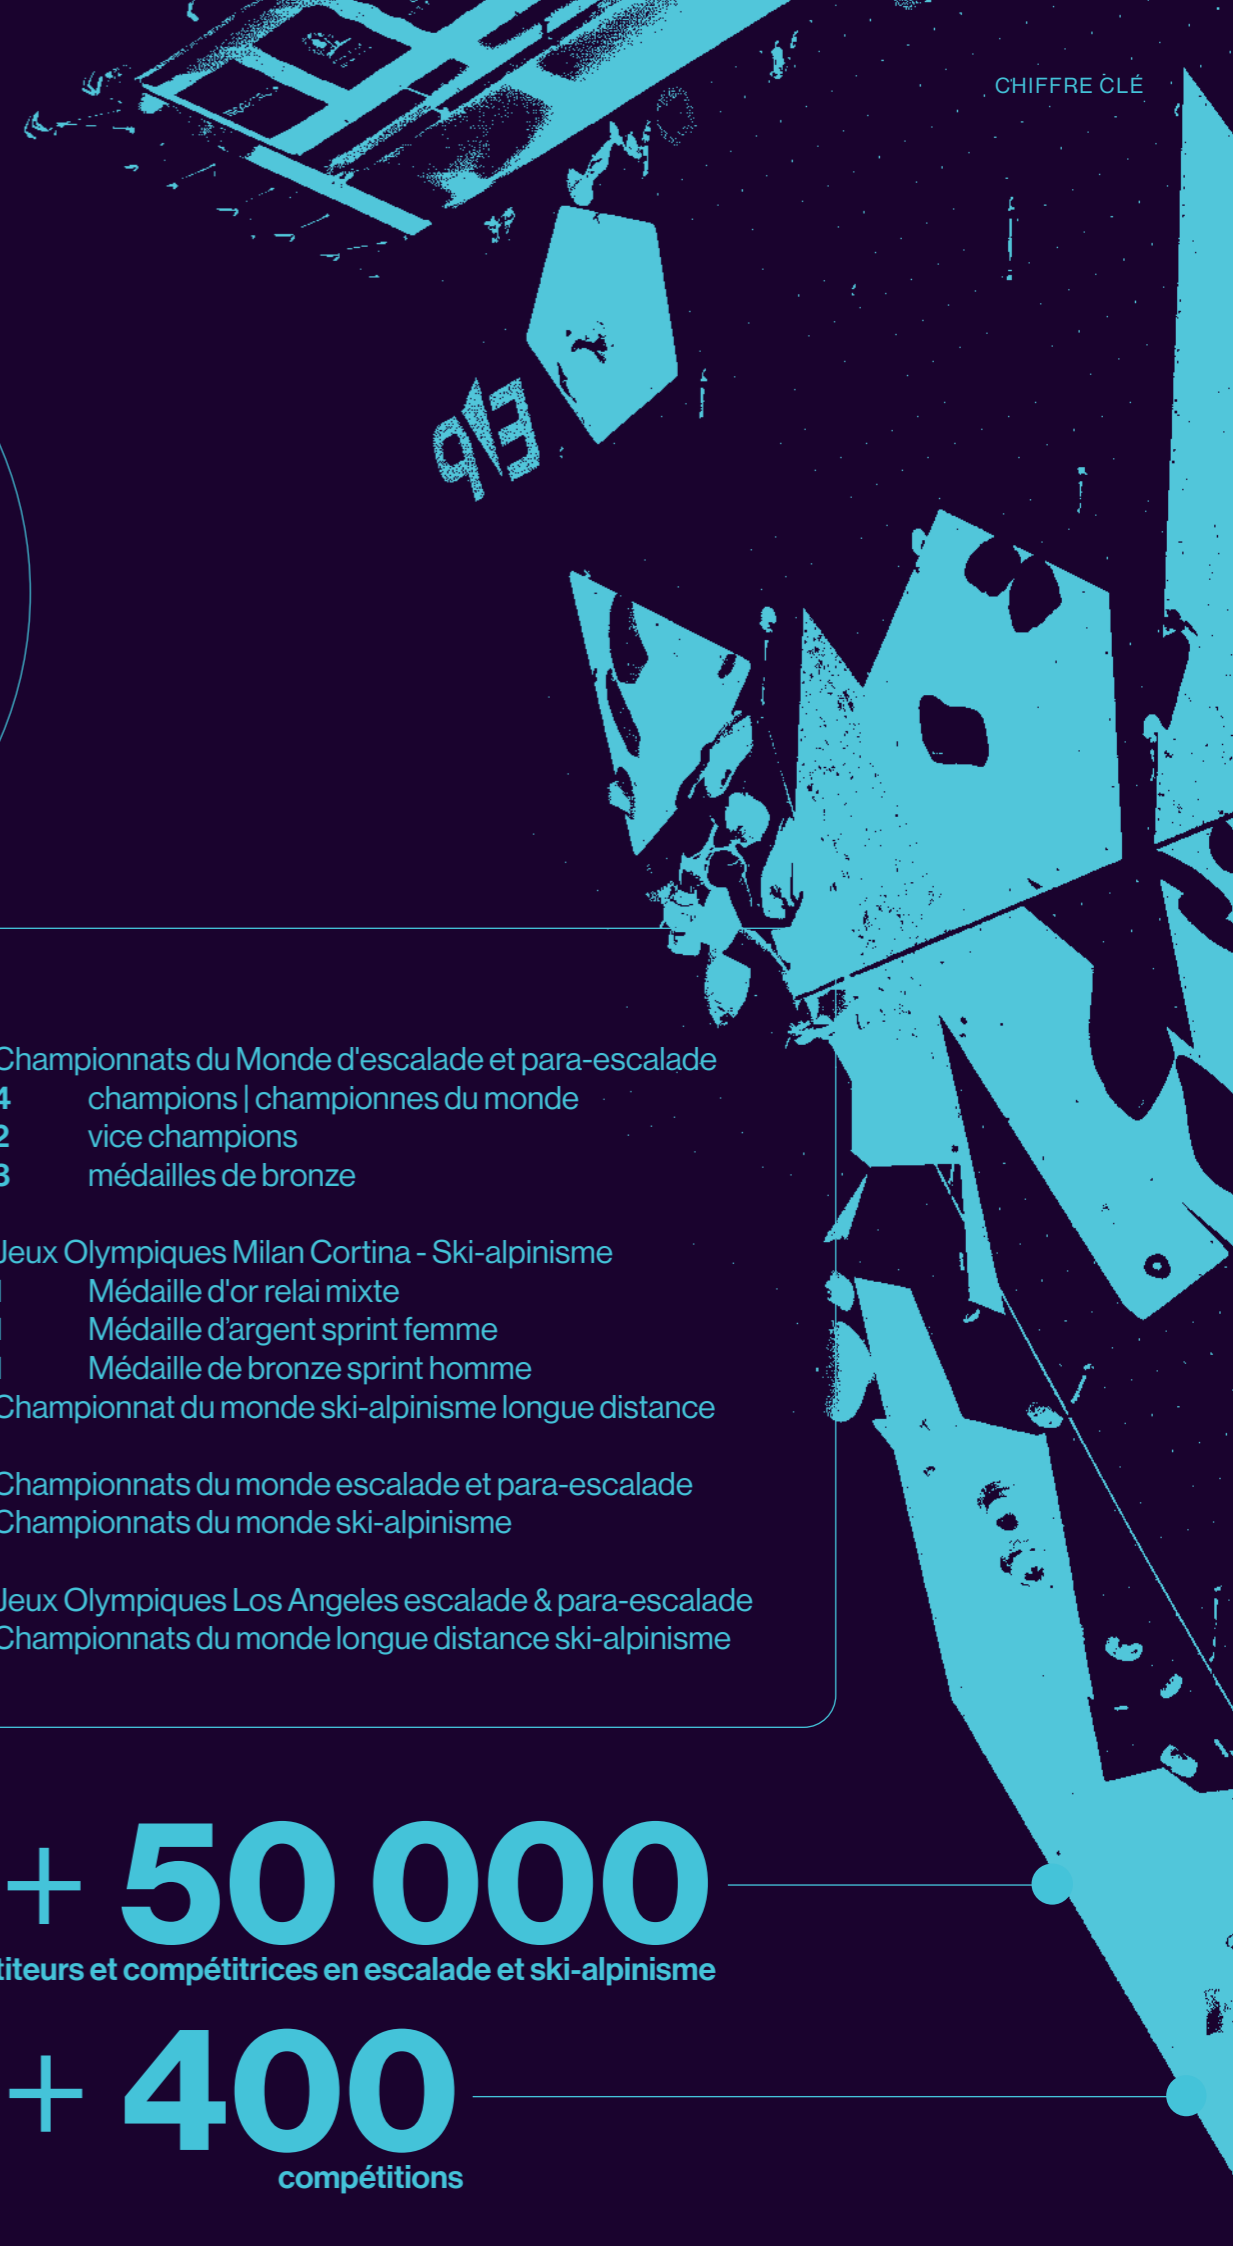 CHIFFRE CLÉ
Championnats du Monde d'escalade et para-escalade
4 champions | championnes du monde
2 vice champions
3 médailles de bronze
Jeux Olympiques Milan Cortina - Ski-alpinisme
1 Médaille d'or relai mixte
1 Médaille d’argent sprint femme
1 Médaille de bronze sprint homme
Championnat du monde ski-alpinisme longue distance
Championnats du monde escalade et para-escalade
Championnats du monde ski-alpinisme
Jeux Olympiques Los Angeles escalade & para-escalade
Championnats du monde longue distance ski-alpinisme
+ 50 000
titeurs et compétitrices en escalade et ski-alpinisme
+ 400
compétitions